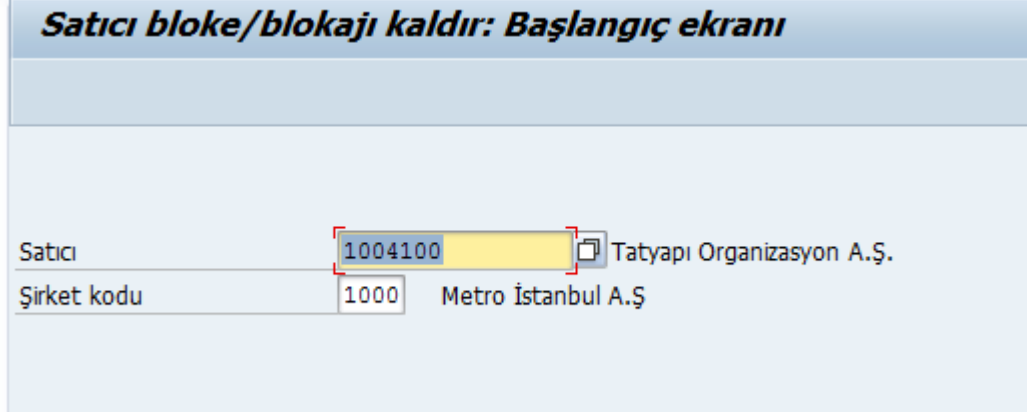 Satıcı bloke/blokajı kaldır: Başlangıç ekranı
Satıcı 1004100 Tatyapı Organizasyon A.Ş.
Şirket kodu 1000 Metro İstanbul A.Ş